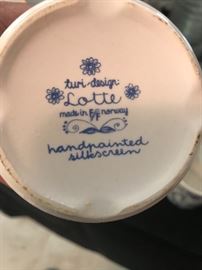 turi-design:
Lotte
made in norway
handpainted
silkscreen